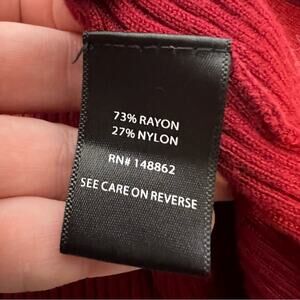 73% RAYON
27% NYLON
RN# 148862
SEE CARE ON REVERSE